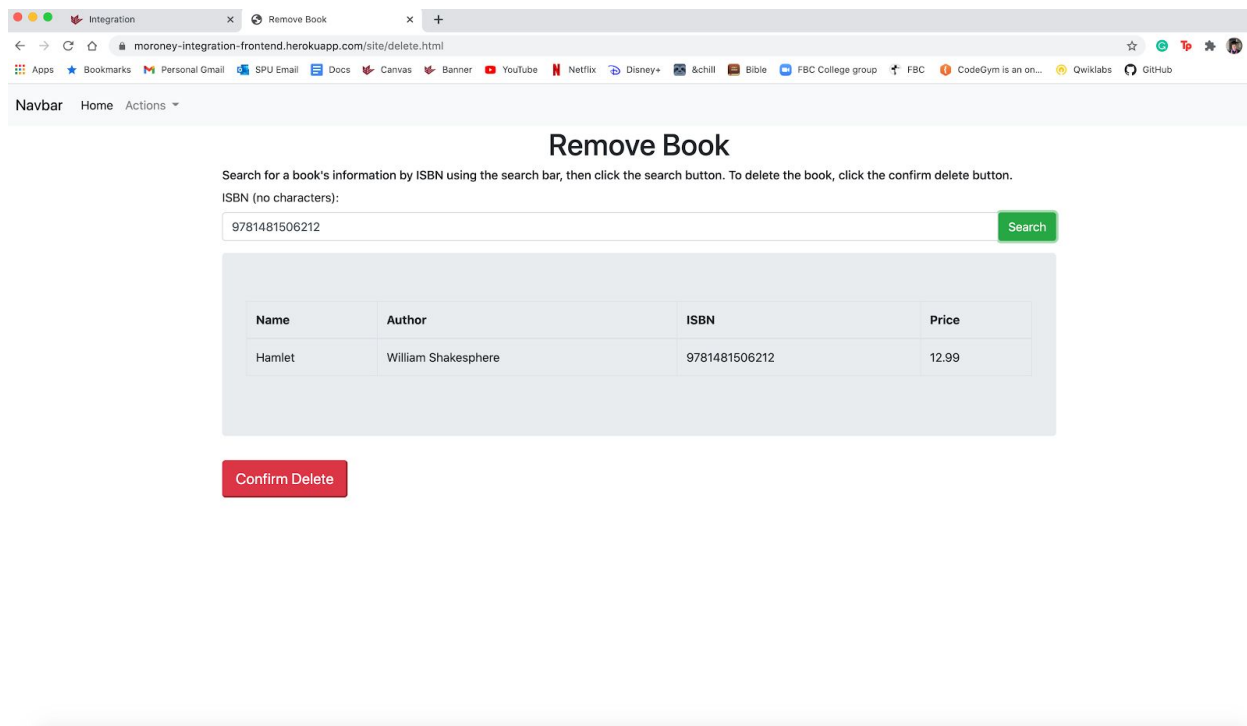 Integration Remove Book
moroney-integration-frontend.herokuapp.com/site/delete.html
Apps Bookmarks Personal Gmail SPU Email Docs Canvas Banner YouTube Netflix Disney+ &chill Bible FBC College group FBC CodeGym is an on... Qwiklabs GitHub
Navbar Home Actions
Remove Book
Search for a book's information by ISBN using the search bar, then click the search button. To delete the book, click the confirm delete button.
ISBN (no characters):
9781481506212 Search
Name Author ISBN Price
Hamlet William Shakesphere 9781481506212 12.99
Confirm Delete